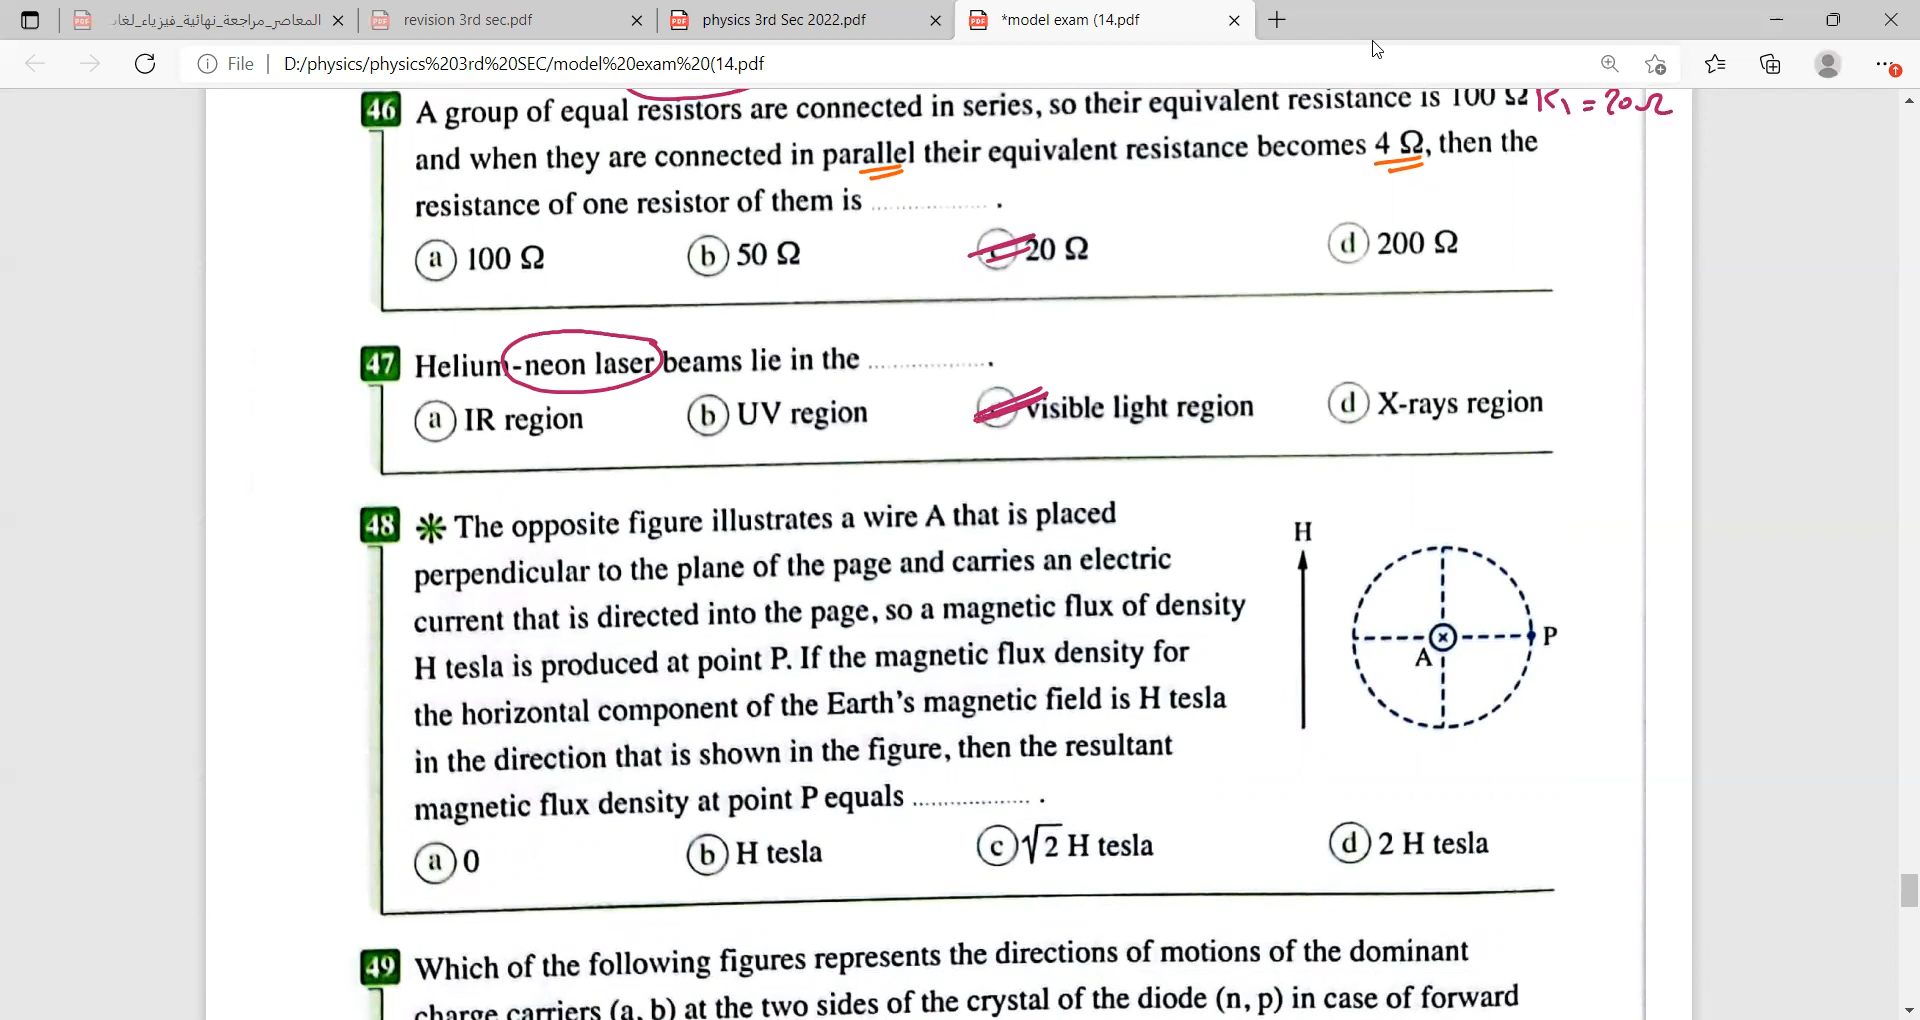 المعاصر_مراجعة_نهائية_فيزياء_لغات
revision 3rd sec.pdf
physics 3rd Sec 2022.pdf
*model exam (14.pdf
File
D:/physics/physics%203rd%20SEC/model%20exam%20(14.pdf
46 A group of equal resistors are connected in series, so their equivalent resistance is 100 Ω
R₁ = 20 Ω
and when they are connected in parallel their equivalent resistance becomes 4 Ω, then the
resistance of one resistor of them is .................... .
a 100 Ω b 50 Ω c 20 Ω d 200 Ω
47 Helium-neon laser beams lie in the .................... .
a IR region b UV region visible light region d X-rays region
48 The opposite figure illustrates a wire A that is placed
perpendicular to the plane of the page and carries an electric
current that is directed into the page, so a magnetic flux of density
H tesla is produced at point P. If the magnetic flux density for
the horizontal component of the Earth's magnetic field is H tesla
in the direction that is shown in the figure, then the resultant
magnetic flux density at point P equals .................... .
H
A
P
a 0 b H tesla c √2 H tesla d 2 H tesla
49 Which of the following figures represents the directions of motions of the dominant
charge carriers (a, b) at the two sides of the crystal of the diode (n, p) in case of forward